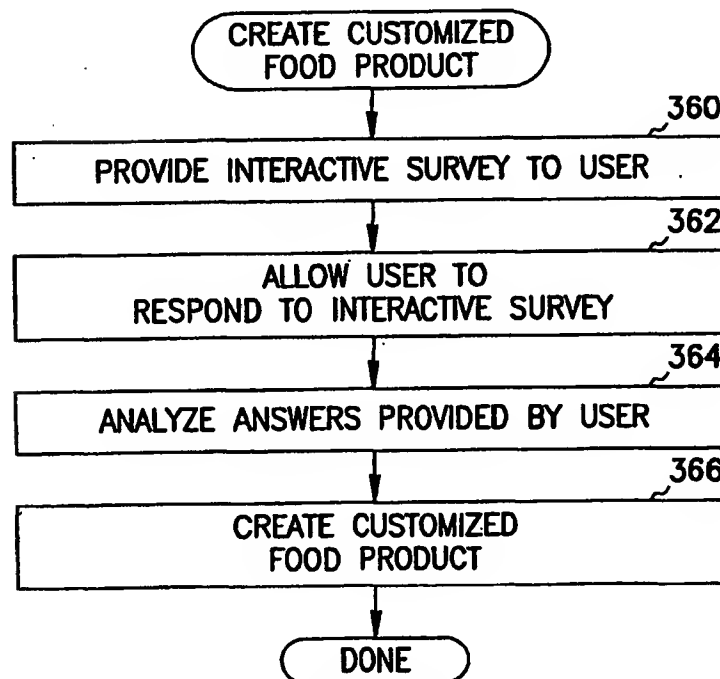 CREATE CUSTOMIZED
FOOD PRODUCT
360
PROVIDE INTERACTIVE SURVEY TO USER
362
ALLOW USER TO
RESPOND TO INTERACTIVE SURVEY
364
ANALYZE ANSWERS PROVIDED BY USER
366
CREATE CUSTOMIZED
FOOD PRODUCT
DONE